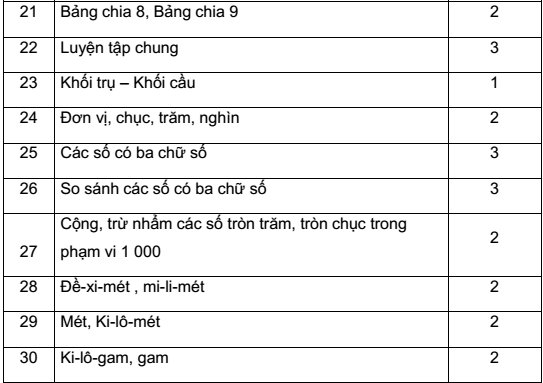 21 Bảng chia 8, Bảng chia 9 2
22 Luyện tập chung 3
23 Khối trụ – Khối cầu 1
24 Đơn vị, chục, trăm, nghìn 2
25 Các số có ba chữ số 3
26 So sánh các số có ba chữ số 3
27 Cộng, trừ nhẩm các số tròn trăm, tròn chục trong 2
phạm vi 1 000
28 Đề-xi-mét , mi-li-mét 2
29 Mét, Ki-lô-mét 2
30 Ki-lô-gam, gam 2